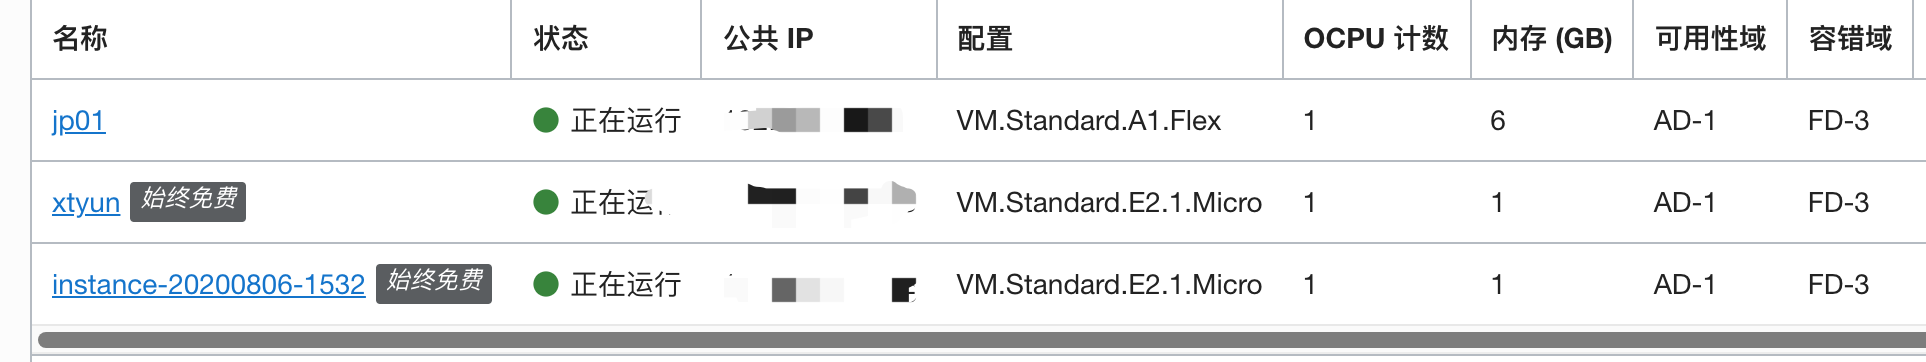 名称 状态 公共 IP 配置 OCPU 计数 内存 (GB) 可用性域 容错域
jp01 正在运行 VM.Standard.A1.Flex 1 6 AD-1 FD-3
xtyun 始终免费 正在运 VM.Standard.E2.1.Micro 1 1 AD-1 FD-3
instance-20200806-1532 始终免费 正在运行 VM.Standard.E2.1.Micro 1 1 AD-1 FD-3